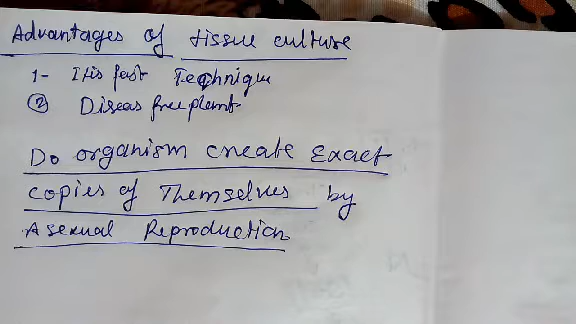 Advantages of tissue culture
1- It is fast Technique
② Diseas free plant
Do organism create Exact
copies of Themselves by
Asexual Reproduction